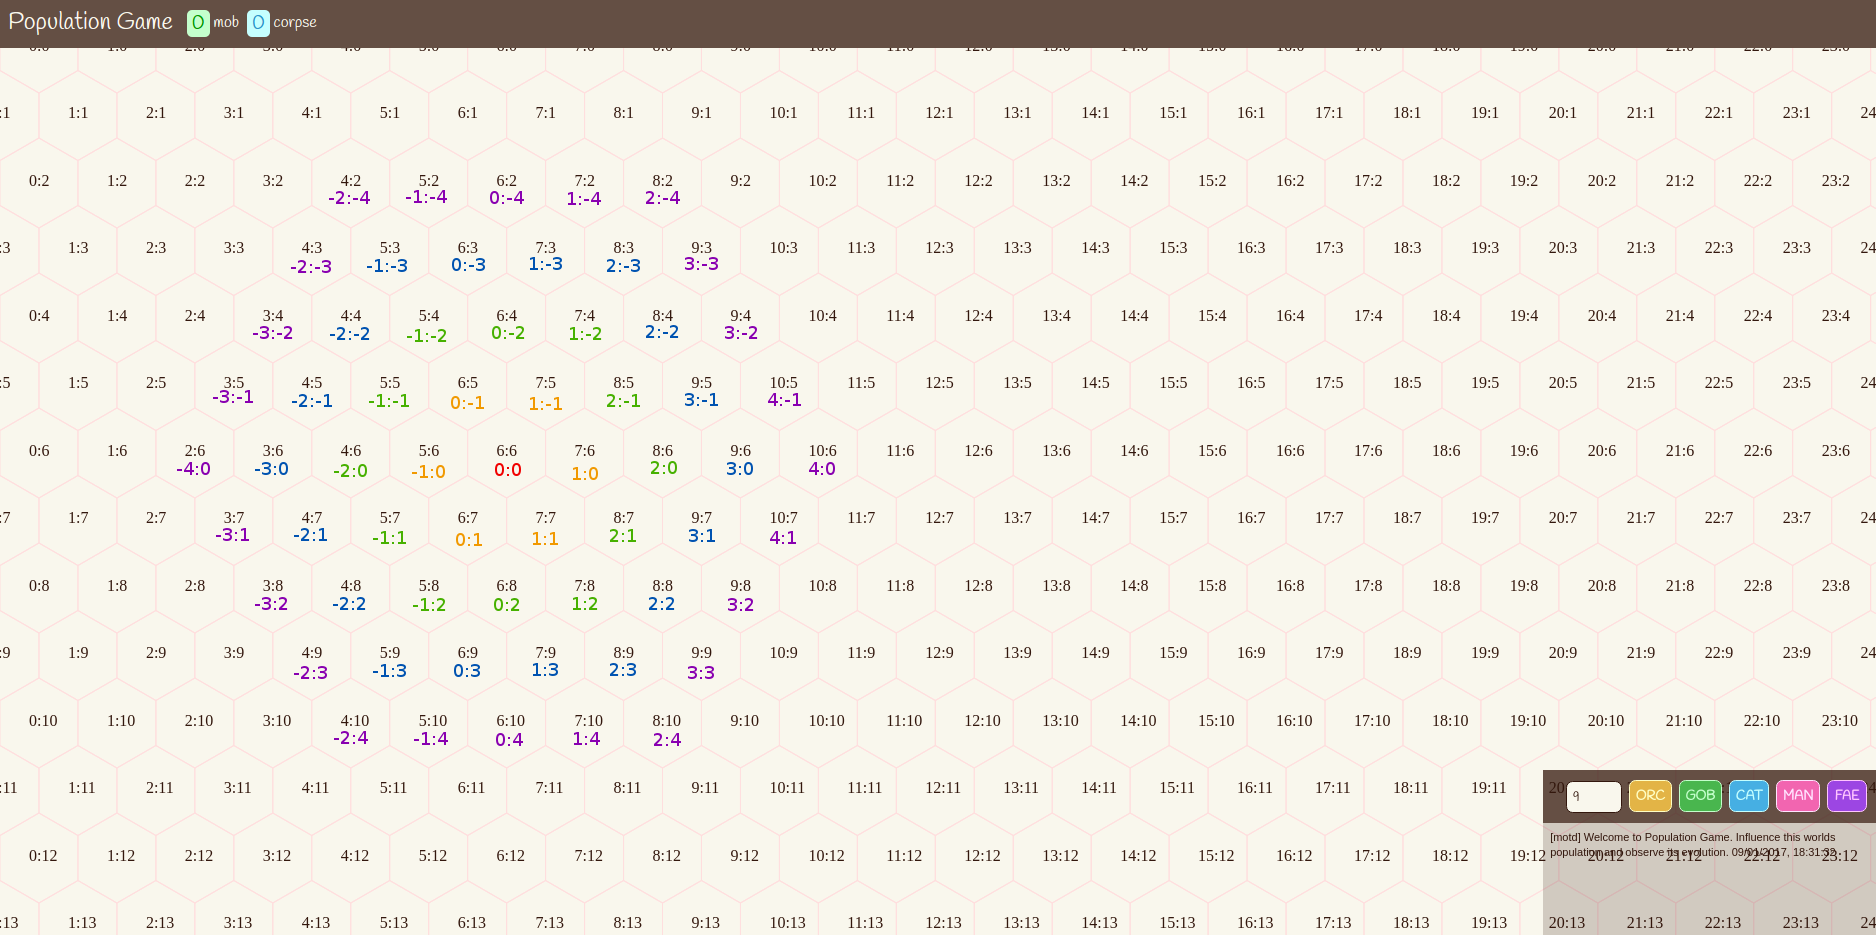 Population Game O mob O corpse
:1 1:1 2:1 3:1 4:1 5:1 6:1 7:1 8:1 9:1 10:1 11:1 12:1 13:1 14:1 15:1 16:1 17:1 18:1 19:1 20:1 21:1 22:1 23:1 24
0:2 1:2 2:2 3:2 4:2 5:2 6:2 7:2 8:2 9:2 10:2 11:2 12:2 13:2 14:2 15:2 16:2 17:2 18:2 19:2 20:2 21:2 22:2 23:2
-2:-4 -1:-4 0:-4 1:-4 2:-4
:3 1:3 2:3 3:3 4:3 5:3 6:3 7:3 8:3 9:3 10:3 11:3 12:3 13:3 14:3 15:3 16:3 17:3 18:3 19:3 20:3 21:3 22:3 23:3 24
-2:-3 -1:-3 0:-3 1:-3 2:-3 3:-3
0:4 1:4 2:4 3:4 4:4 5:4 6:4 7:4 8:4 9:4 10:4 11:4 12:4 13:4 14:4 15:4 16:4 17:4 18:4 19:4 20:4 21:4 22:4 23:4
-3:-2 -2:-2 -1:-2 0:-2 1:-2 2:-2 3:-2
:5 1:5 2:5 3:5 4:5 5:5 6:5 7:5 8:5 9:5 10:5 11:5 12:5 13:5 14:5 15:5 16:5 17:5 18:5 19:5 20:5 21:5 22:5 23:5 24
-3:-1 -2:-1 -1:-1 0:-1 1:-1 2:-1 3:-1 4:-1
0:6 1:6 2:6 3:6 4:6 5:6 6:6 7:6 8:6 9:6 10:6 11:6 12:6 13:6 14:6 15:6 16:6 17:6 18:6 19:6 20:6 21:6 22:6 23:6
-4:0 -3:0 -2:0 -1:0 0:0 1:0 2:0 3:0 4:0
:7 1:7 2:7 3:7 4:7 5:7 6:7 7:7 8:7 9:7 10:7 11:7 12:7 13:7 14:7 15:7 16:7 17:7 18:7 19:7 20:7 21:7 22:7 23:7 24
-3:1 -2:1 -1:1 0:1 1:1 2:1 3:1 4:1
0:8 1:8 2:8 3:8 4:8 5:8 6:8 7:8 8:8 9:8 10:8 11:8 12:8 13:8 14:8 15:8 16:8 17:8 18:8 19:8 20:8 21:8 22:8 23:8
-3:2 -2:2 -1:2 0:2 1:2 2:2 3:2
:9 1:9 2:9 3:9 4:9 5:9 6:9 7:9 8:9 9:9 10:9 11:9 12:9 13:9 14:9 15:9 16:9 17:9 18:9 19:9 20:9 21:9 22:9 23:9 24
-2:3 -1:3 0:3 1:3 2:3 3:3
0:10 1:10 2:10 3:10 4:10 5:10 6:10 7:10 8:10 9:10 10:10 11:10 12:10 13:10 14:10 15:10 16:10 17:10 18:10 19:10 20:10 21:10 22:10 23:10
-2:4 -1:4 0:4 1:4 2:4
:11 1:11 2:11 3:11 4:11 5:11 6:11 7:11 8:11 9:11 10:11 11:11 12:11 13:11 14:11 15:11 16:11 17:11 18:11 19:11
9 ORC GOB CAT MAN FAE
[motd] Welcome to Population Game. Influence this worlds
population and observe its evolution. 09/01/2017, 18:31:32
0:12 1:12 2:12 3:12 4:12 5:12 6:12 7:12 8:12 9:12 10:12 11:12 12:12 13:12 14:12 15:12 16:12 17:12 18:12 19:12 20:12 21:12 22:12 23:12
:13 1:13 2:13 3:13 4:13 5:13 6:13 7:13 8:13 9:13 10:13 11:13 12:13 13:13 14:13 15:13 16:13 17:13 18:13 19:13 20:13 21:13 22:13 23:13 24